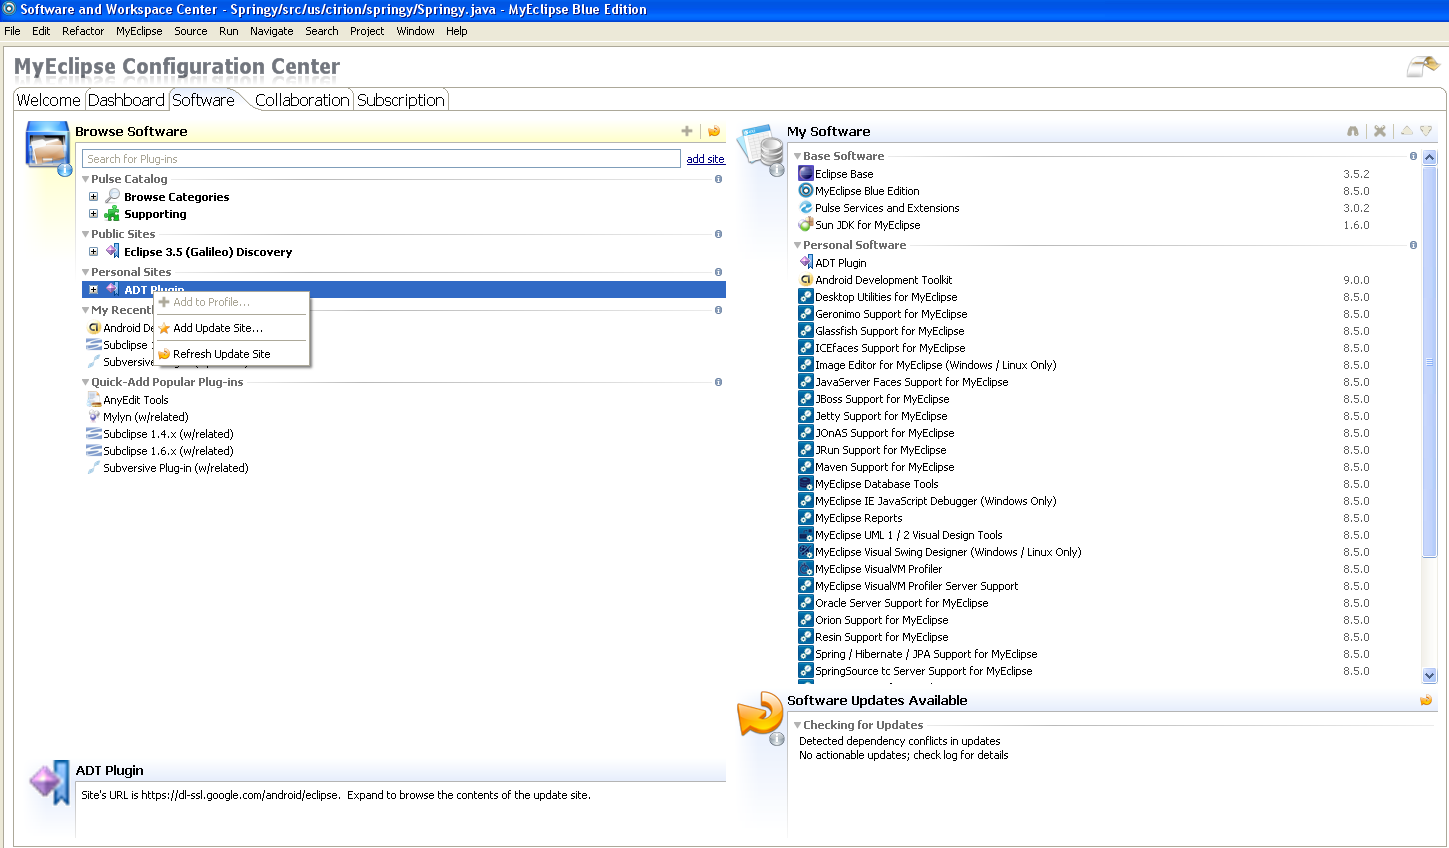 Software and Workspace Center - Springy/src/us/cirion/springy/Springy.java - MyEclipse Blue Edition
File Edit Refactor MyEclipse Source Run Navigate Search Project Window Help
MyEclipse Configuration Center
Welcome Dashboard Software Collaboration Subscription
Browse Software
Search for Plug-ins add site
Pulse Catalog
Browse Categories
Supporting
Public Sites
Eclipse 3.5 (Galileo) Discovery
Personal Sites
ADT Plugin
Add to Profile...
Add Update Site...
Refresh Update Site
My Recent
Android De
Subclipse 1
Subversive
Quick-Add Popular Plug-ins
AnyEdit Tools
Mylyn (w/related)
Subclipse 1.4.x (w/related)
Subclipse 1.6.x (w/related)
Subversive Plug-in (w/related)
ADT Plugin
Site's URL is https://dl-ssl.google.com/android/eclipse. Expand to browse the contents of the update site.
My Software
Base Software
Eclipse Base 3.5.2
MyEclipse Blue Edition 8.5.0
Pulse Services and Extensions 3.0.2
Sun JDK for MyEclipse 1.6.0
Personal Software
ADT Plugin
Android Development Toolkit 9.0.0
Desktop Utilities for MyEclipse 8.5.0
Geronimo Support for MyEclipse 8.5.0
Glassfish Support for MyEclipse 8.5.0
ICEfaces Support for MyEclipse 8.5.0
Image Editor for MyEclipse (Windows / Linux Only) 8.5.0
JavaServer Faces Support for MyEclipse 8.5.0
JBoss Support for MyEclipse 8.5.0
Jetty Support for MyEclipse 8.5.0
JOnAS Support for MyEclipse 8.5.0
JRun Support for MyEclipse 8.5.0
Maven Support for MyEclipse 8.5.0
MyEclipse Database Tools 8.5.0
MyEclipse IE JavaScript Debugger (Windows Only) 8.5.0
MyEclipse Reports 8.5.0
MyEclipse UML 1 / 2 Visual Design Tools 8.5.0
MyEclipse Visual Swing Designer (Windows / Linux Only) 8.5.0
MyEclipse VisualVM Profiler 8.5.0
MyEclipse VisualVM Profiler Server Support 8.5.0
Oracle Server Support for MyEclipse 8.5.0
Orion Support for MyEclipse 8.5.0
Resin Support for MyEclipse 8.5.0
Spring / Hibernate / JPA Support for MyEclipse 8.5.0
SpringSource tc Server Support for MyEclipse 8.5.0
Software Updates Available
Checking for Updates
Detected dependency conflicts in updates
No actionable updates; check log for details